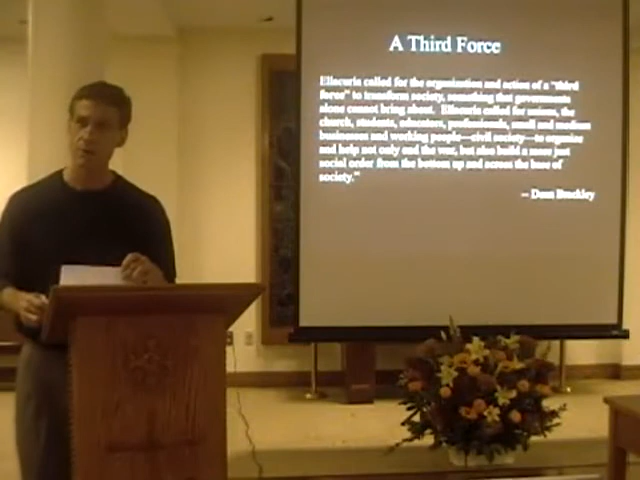 A Third Force
Ellacuria called for the organization and action of a "third
force" to transform society, something that governments
alone cannot bring about. Ellacuria called for unions, the
church, students, educators, professionals, small and medium
businesses and working people—civil society—to organize
and help not only end the war, but also build a more just
social order from the bottom up and across the base of
society."
-- Dean Brackley